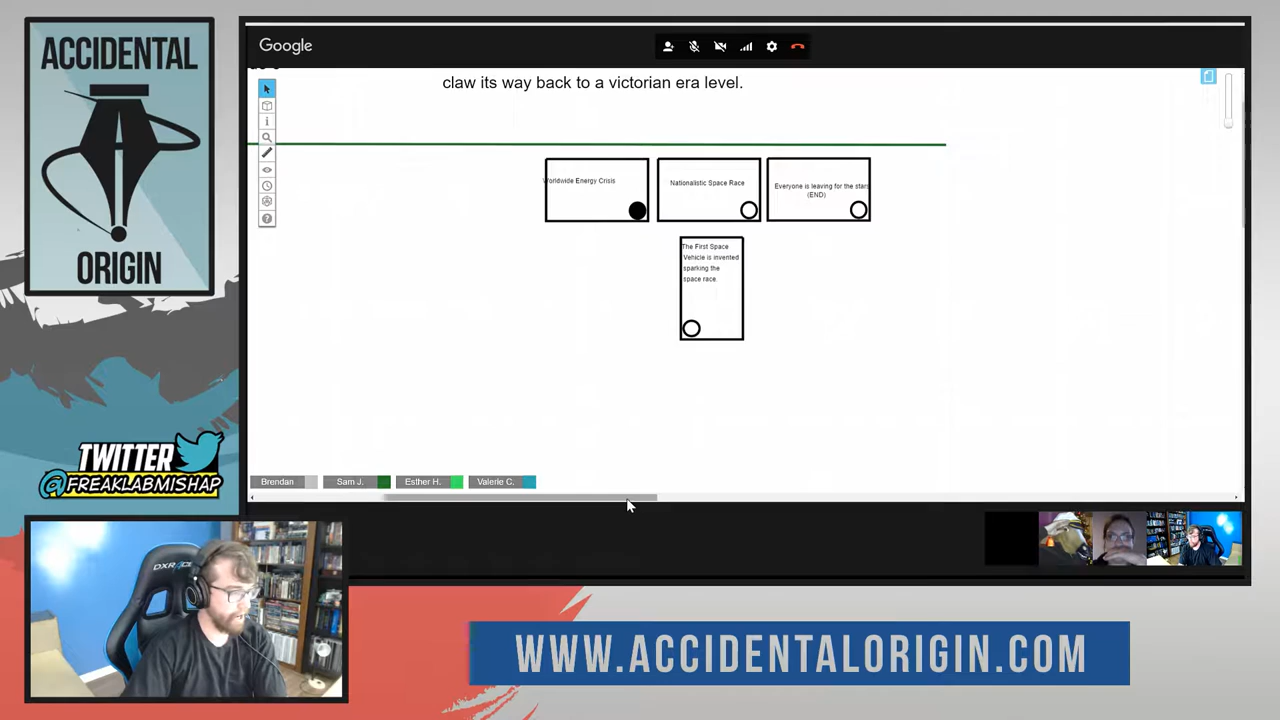 ACCIDENTAL
ORIGIN
Google
claw its way back to a victorian era level.
Worldwide Energy Crisis
Nationalistic Space Race
Everyone is leaving for the stars
(END)
The First Space
Vehicle is invented
sparking the
space race
TWITTER
@FREAKLABMISHAP
Brendan
Sam J.
Esther H.
Valerie C.
WWW.ACCIDENTALORIGIN.COM